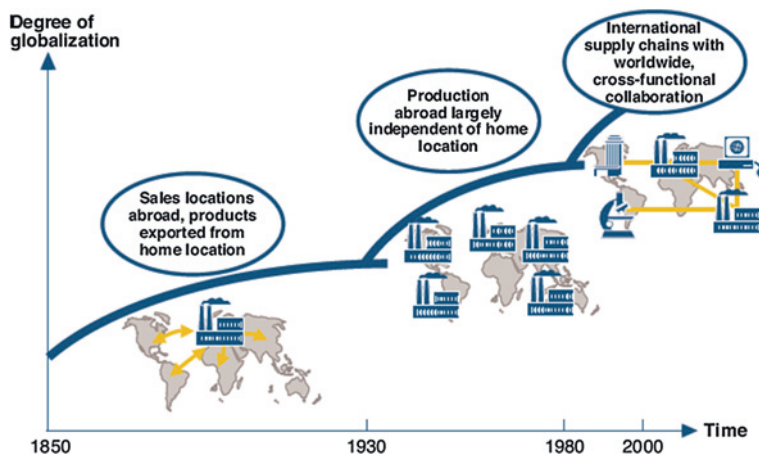 Degree of
globalization
International
supply chains with
worldwide,
cross-functional
collaboration
Production
abroad largely
independent of home
location
Sales locations
abroad, products
exported from
home location
Time
1850
1930
1980
2000